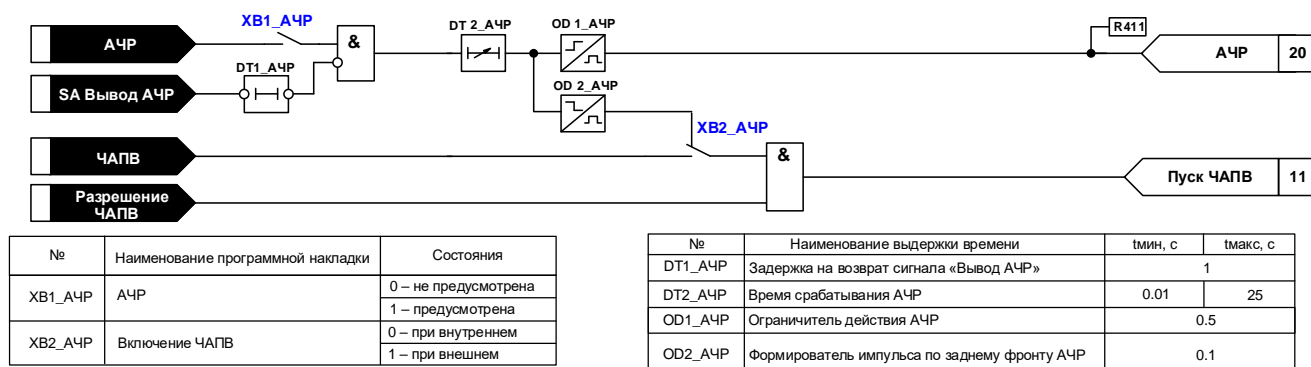 XB1_АЧР
DT 2_АЧР
OD 1_АЧР
R411
АЧР
&
АЧР
20
DT1_АЧР
SA Вывод АЧР
OD 2_АЧР
XB2_АЧР
ЧАПВ
&
Пуск ЧАПВ
11
Разрешение
ЧАПВ
№
Наименование программной накладки
Состояния
XB1_АЧР
АЧР
0 – не предусмотрена
1 – предусмотрена
XB2_АЧР
Включение ЧАПВ
0 – при внутреннем
1 – при внешнем
№
Наименование выдержки времени
tмин, с
tмакс, с
DT1_АЧР
Задержка на возврат сигнала «Вывод АЧР»
1
DT2_АЧР
Время срабатывания АЧР
0.01
25
OD1_АЧР
Ограничитель действия АЧР
0.5
OD2_АЧР
Формирователь импульса по заднему фронту АЧР
0.1